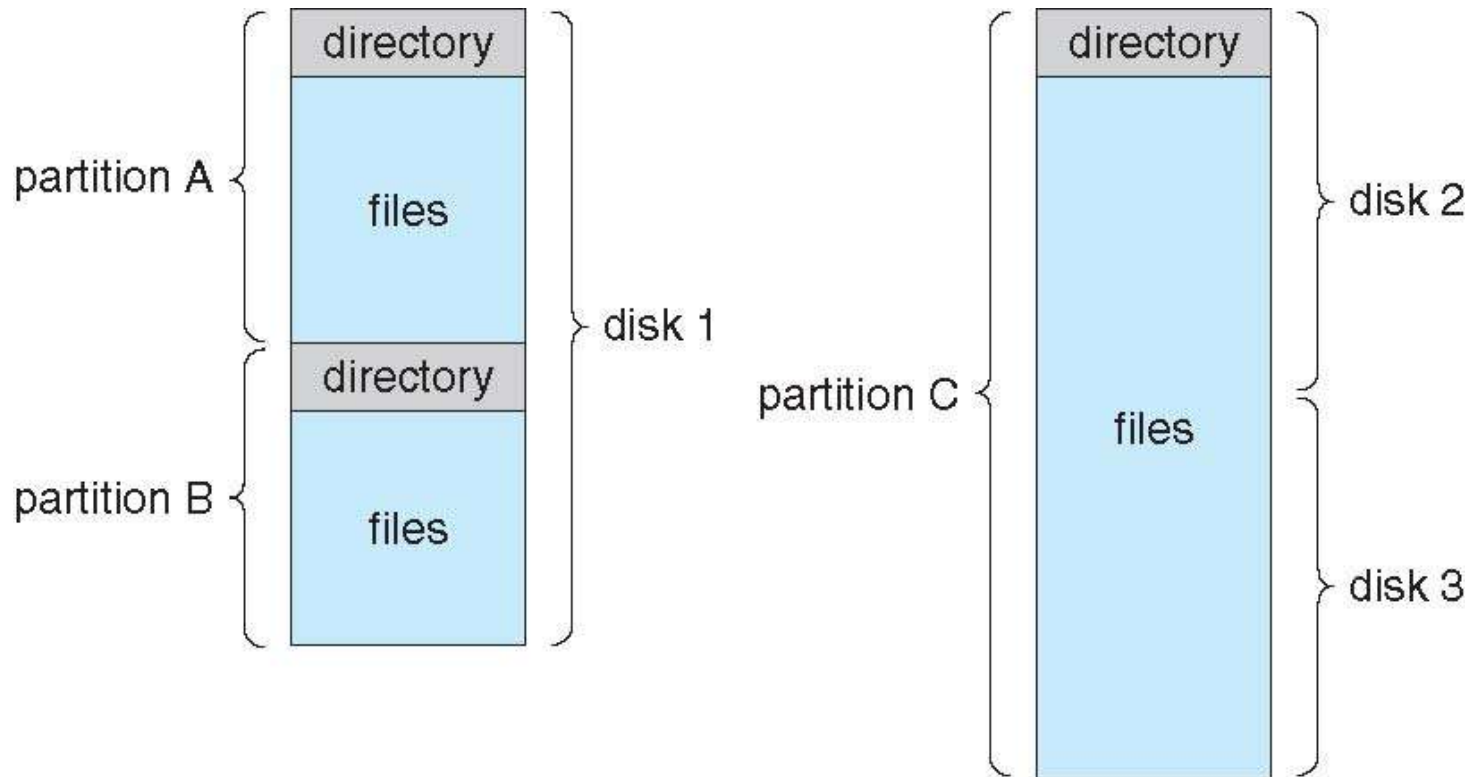 directory
partition A
files
disk 1
directory
partition B
files
directory
disk 2
partition C
files
disk 3